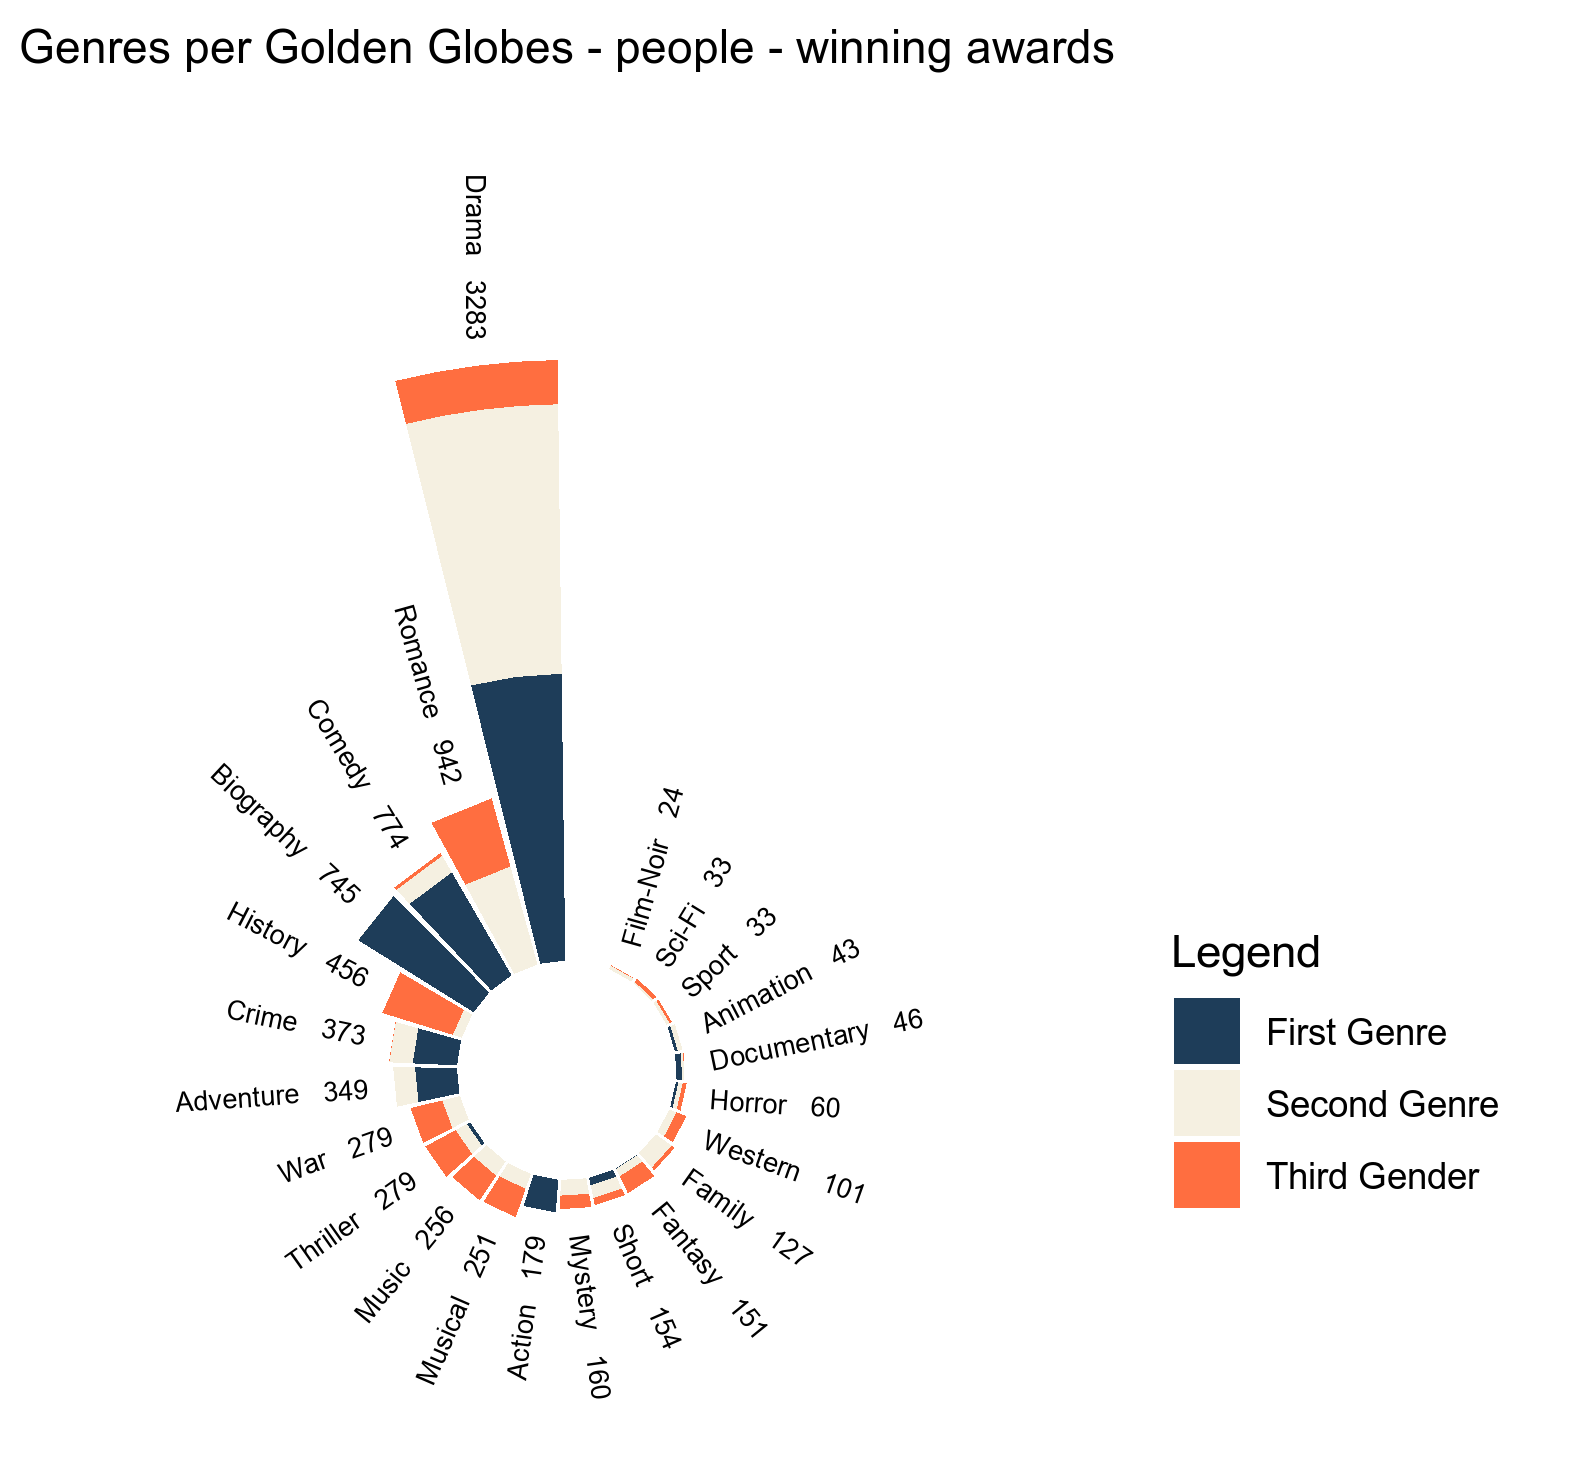 Genres per Golden Globes - people - winning awards
Drama 3283
Romance 942
Comedy 774
Biography 745
History 456
Crime 373
Adventure 349
War 279
Thriller 279
Music 256
Musical 251
Action 179
Mystery 160
Short 154
Fantasy 151
Family 127
Western 101
Horror 60
Documentary 46
Animation 43
Sport 33
Sci-Fi 33
Film-Noir 24
Legend
First Genre
Second Genre
Third Gender